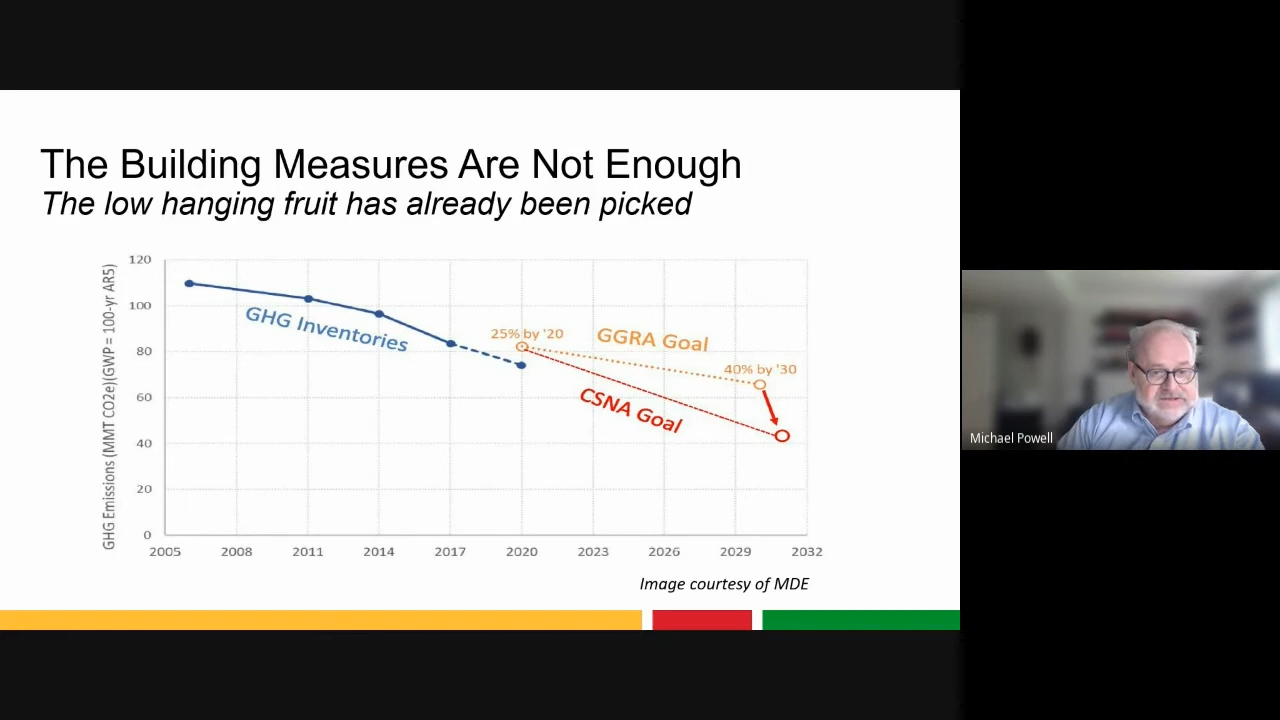 The Building Measures Are Not Enough
The low hanging fruit has already been picked
GHG Emissions (MMT CO2e)(GWP = 100-yr AR5)
120
100
80
60
40
20
0
2005 2008 2011 2014 2017 2020 2023 2026 2029 2032
GHG Inventories
25% by '20
GGRA Goal
40% by '30
CSNA Goal
Image courtesy of MDE
Michael Powell